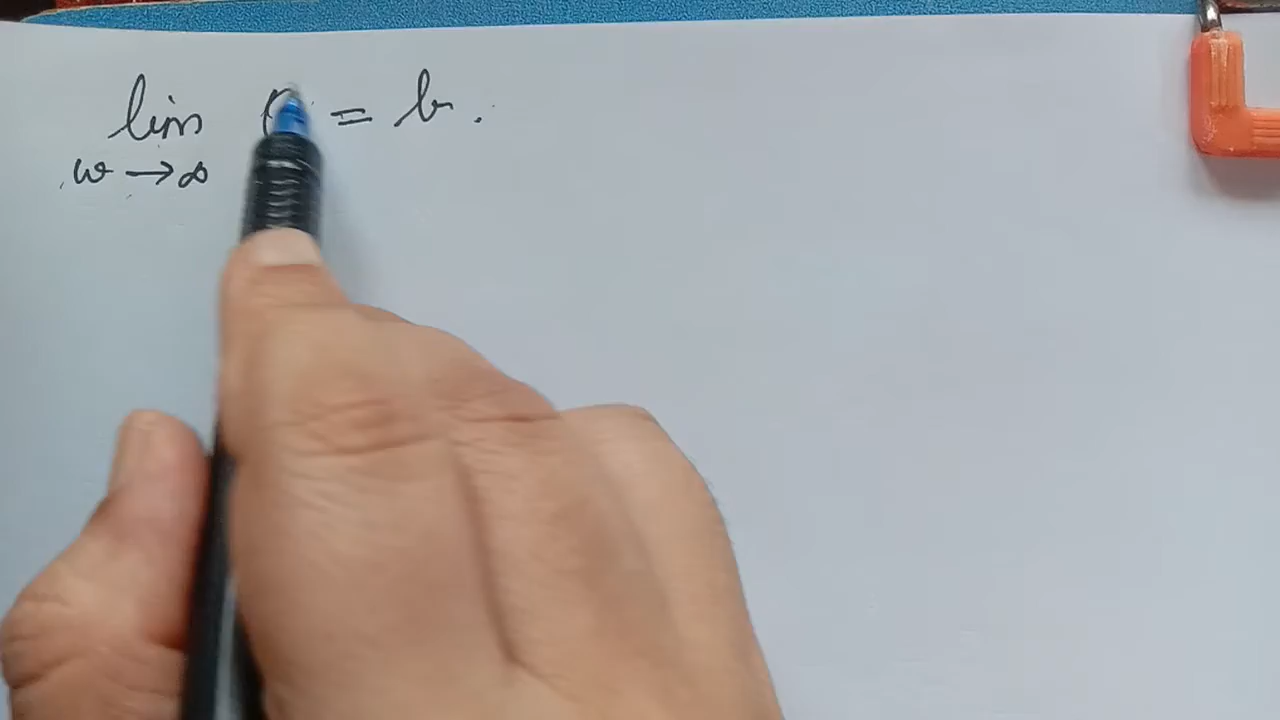 lim = b.
w → ∞